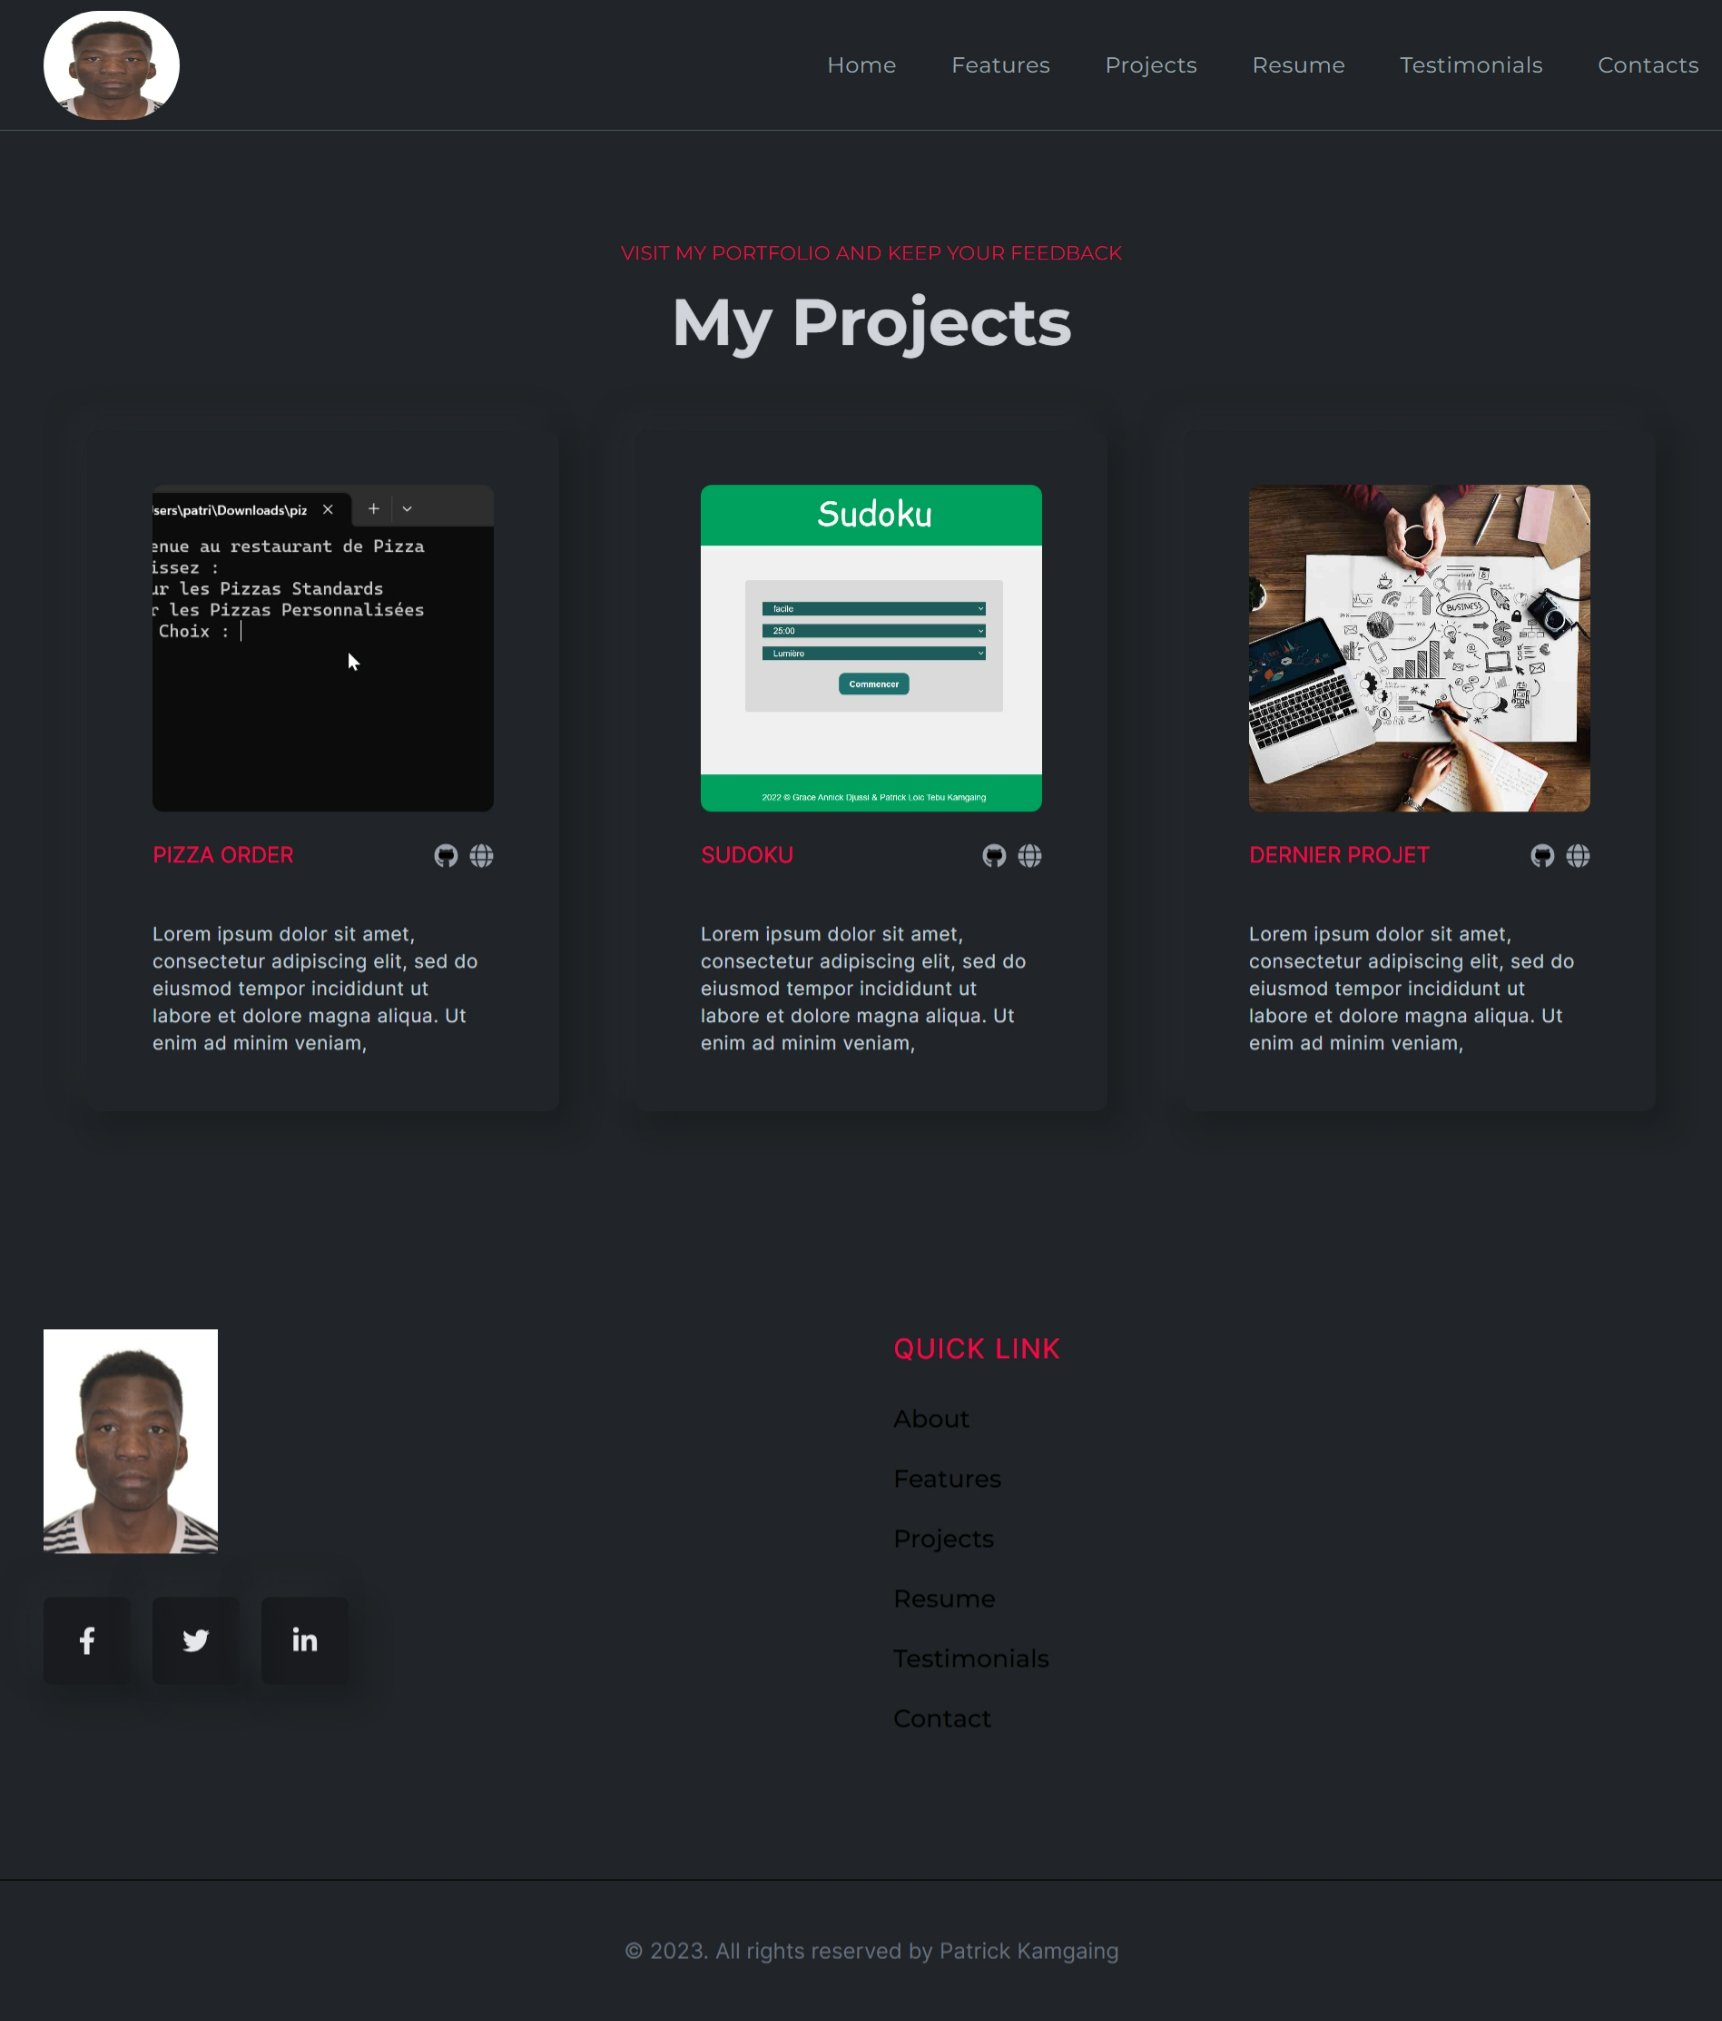 Home Features Projects Resume Testimonials Contacts
VISIT MY PORTFOLIO AND KEEP YOUR FEEDBACK
My Projects
sers\patri\Downloads\piz
enue au restaurant de Pizza
issez :
ur les Pizzas Standards
r les Pizzas Personnalisées
Choix :
PIZZA ORDER
Lorem ipsum dolor sit amet,
consectetur adipiscing elit, sed do
eiusmod tempor incididunt ut
labore et dolore magna aliqua. Ut
enim ad minim veniam,
Sudoku
facile
25:00
Lumière
Commencer
2022 © Grace Annick Djussi & Patrick Loic Tebu Kamgaing
SUDOKU
Lorem ipsum dolor sit amet,
consectetur adipiscing elit, sed do
eiusmod tempor incididunt ut
labore et dolore magna aliqua. Ut
enim ad minim veniam,
BUSINESS
DERNIER PROJET
Lorem ipsum dolor sit amet,
consectetur adipiscing elit, sed do
eiusmod tempor incididunt ut
labore et dolore magna aliqua. Ut
enim ad minim veniam,
QUICK LINK
About
Features
Projects
Resume
Testimonials
Contact
© 2023. All rights reserved by Patrick Kamgaing